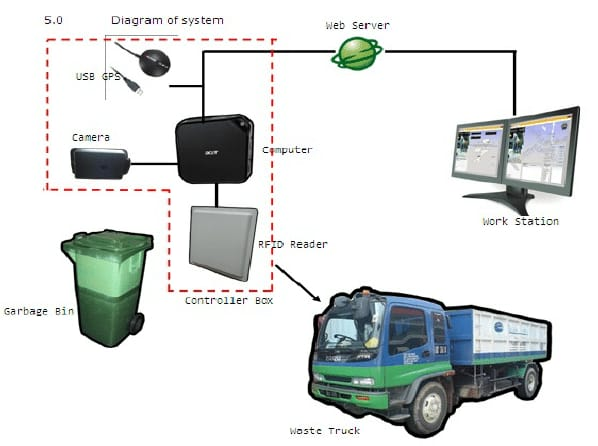 5.0 Diagram of system
Web Server
USB GPS
Camera
acer
Computer
Work Station
RFID Reader
Controller Box
Garbage Bin
Waste Truck